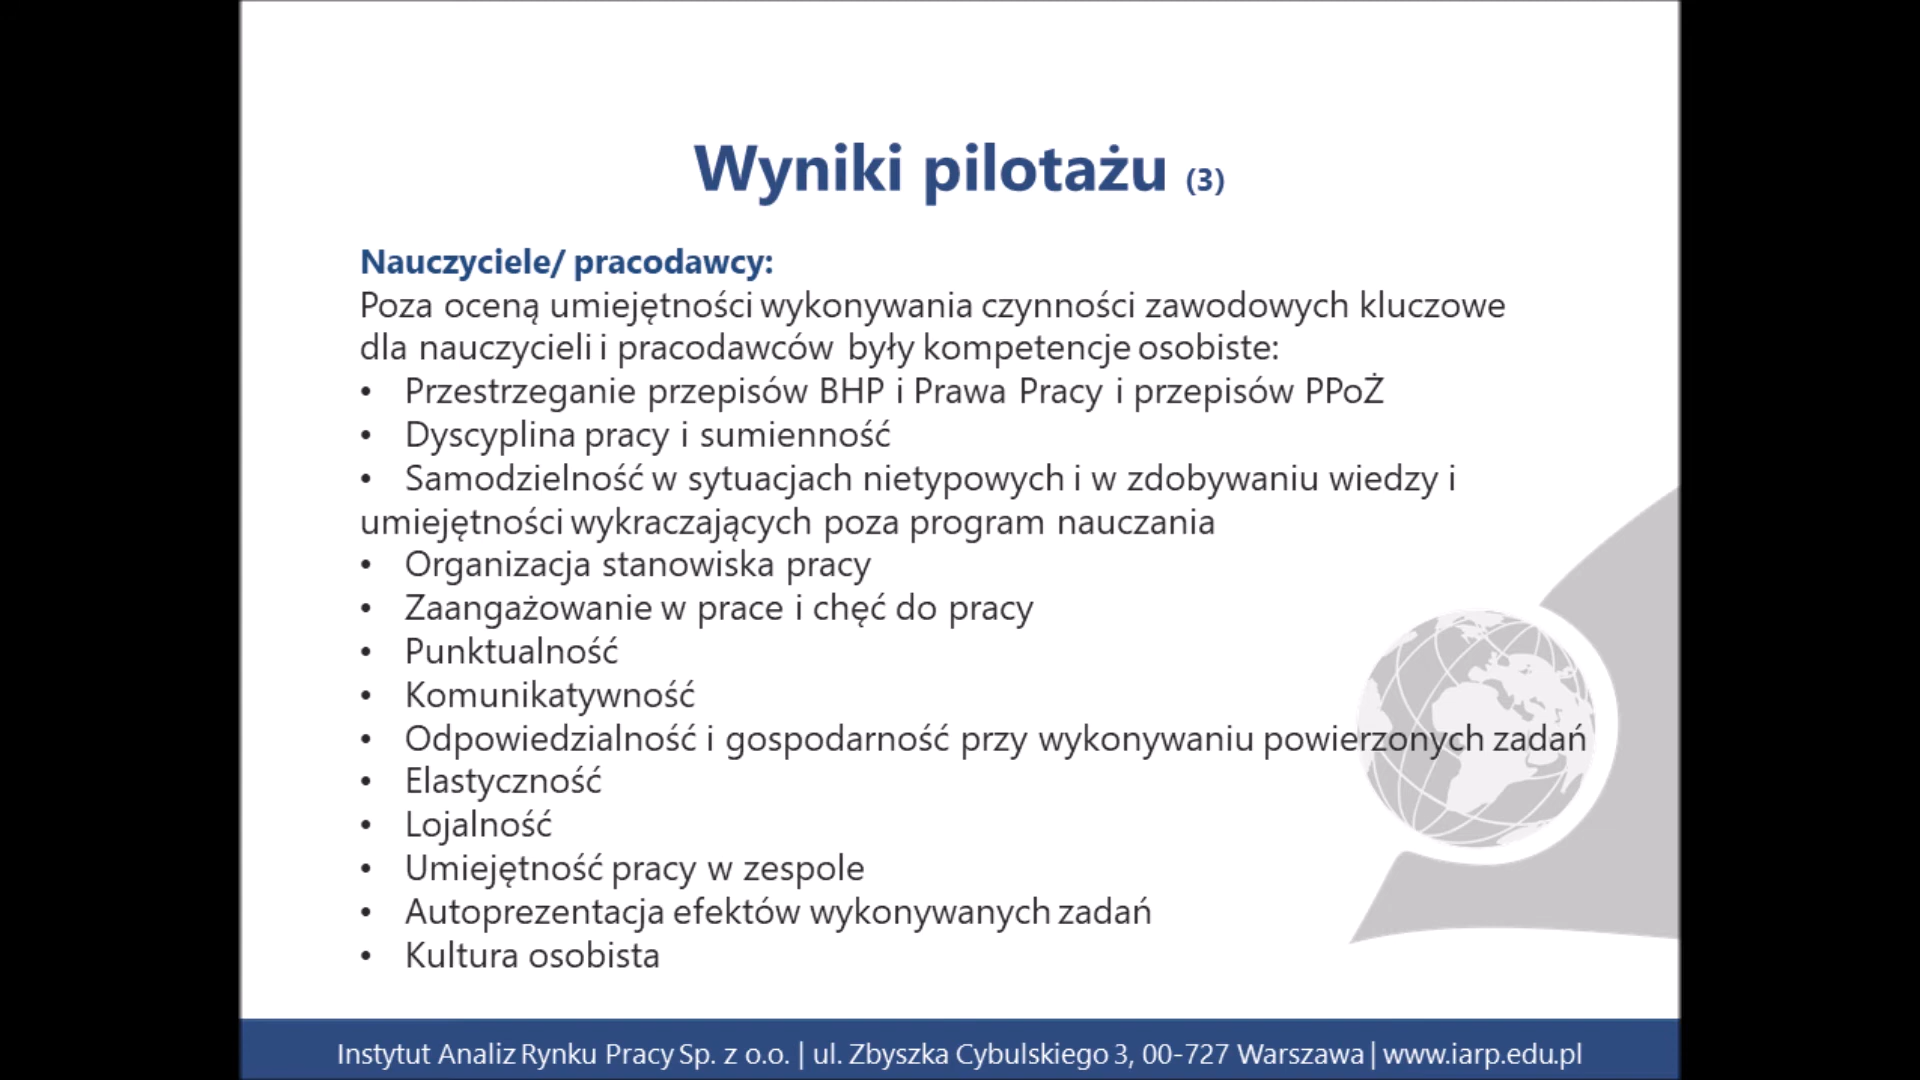 Wyniki pilotażu (3)
Nauczyciele/ pracodawcy:
Poza oceną umiejętności wykonywania czynności zawodowych kluczowe
dla nauczycieli i pracodawców były kompetencje osobiste:
• Przestrzeganie przepisów BHP i Prawa Pracy i przepisów PPoŻ
• Dyscyplina pracy i sumienność
• Samodzielność w sytuacjach nietypowych i w zdobywaniu wiedzy i
umiejętności wykraczających poza program nauczania
• Organizacja stanowiska pracy
• Zaangażowanie w prace i chęć do pracy
• Punktualność
• Komunikatywność
• Odpowiedzialność i gospodarność przy wykonywaniu powierzonych zadań
• Elastyczność
• Lojalność
• Umiejętność pracy w zespole
• Autoprezentacja efektów wykonywanych zadań
• Kultura osobista
Instytut Analiz Rynku Pracy Sp. z o.o. | ul. Zbyszka Cybulskiego 3, 00-727 Warszawa | www.iarp.edu.pl